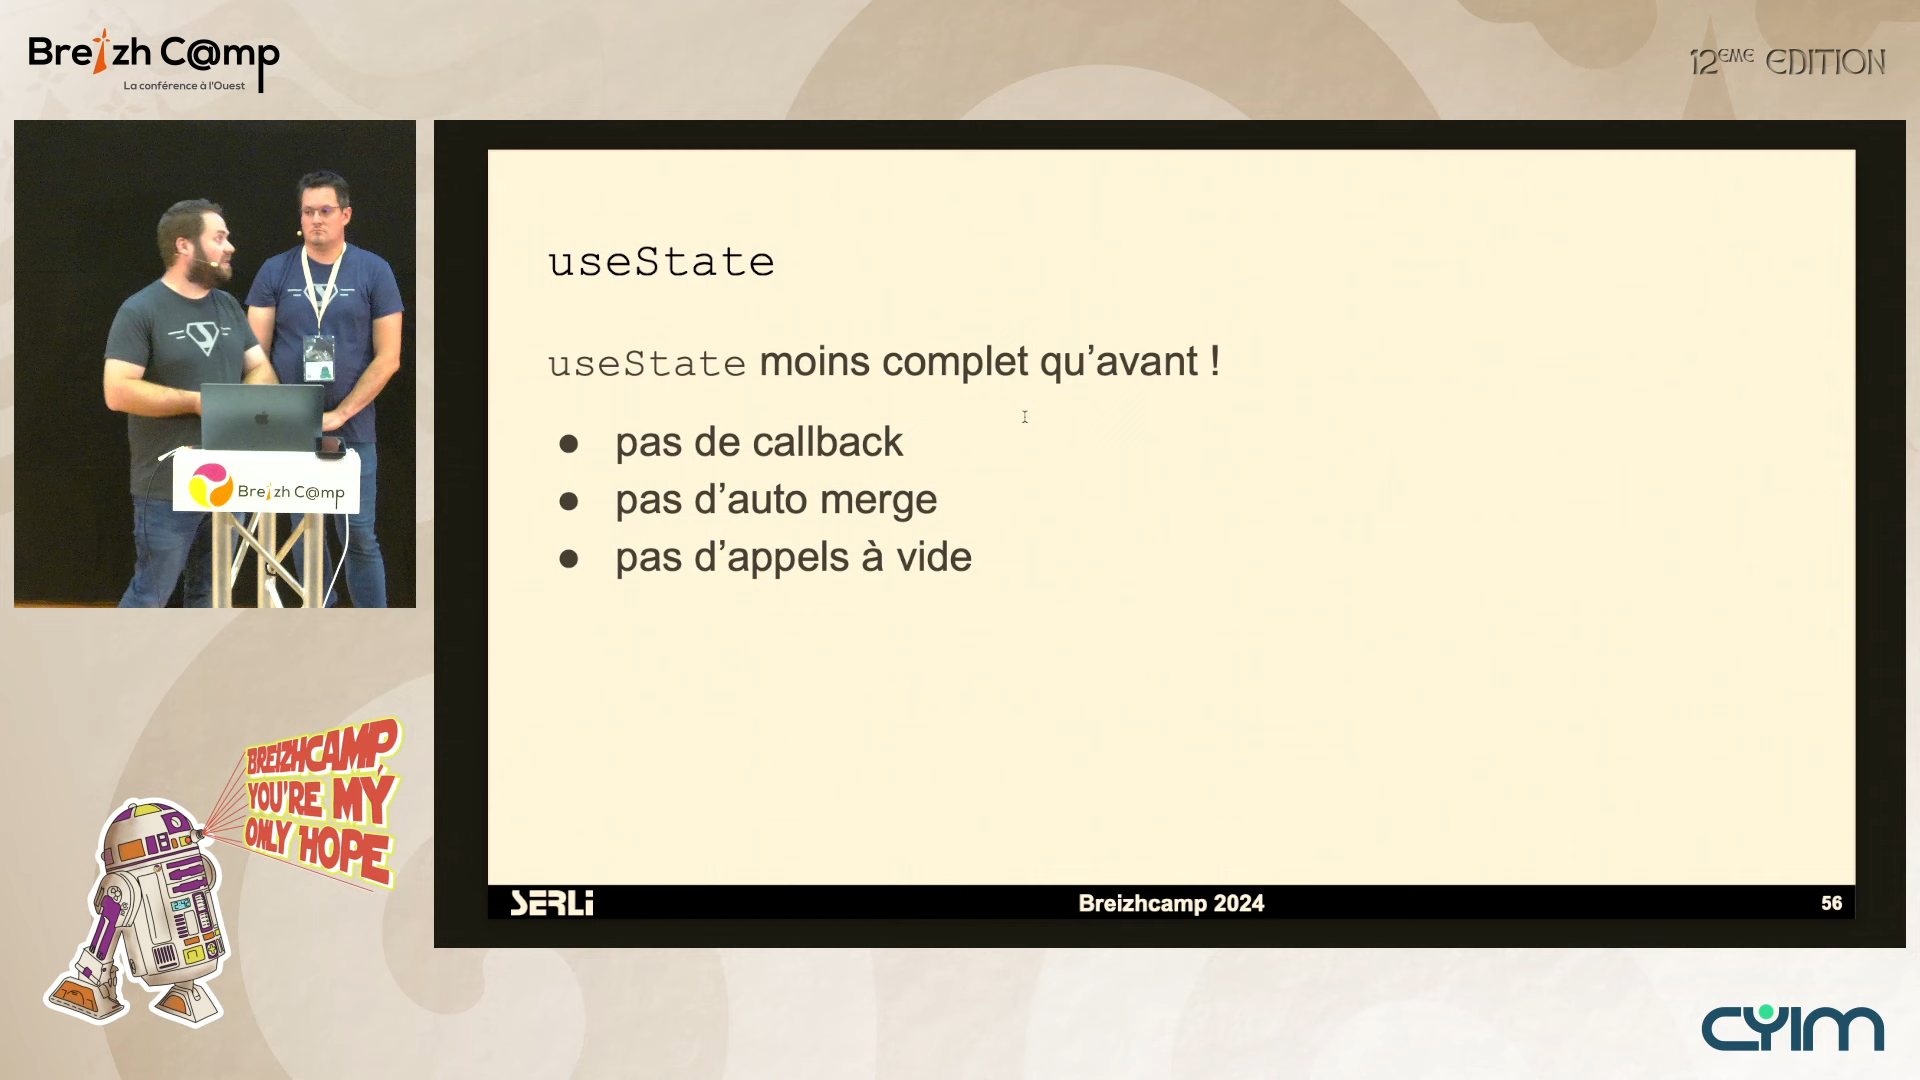 Breizh C@mp
La conférence à l'Ouest
12EME EDITION
useState
useState moins complet qu'avant !
● pas de callback
● pas d'auto merge
● pas d'appels à vide
Breizh C@mp
BREIZHCAMP,
YOU'RE MY
ONLY HOPE
SERLi
Breizhcamp 2024
56
CYIM